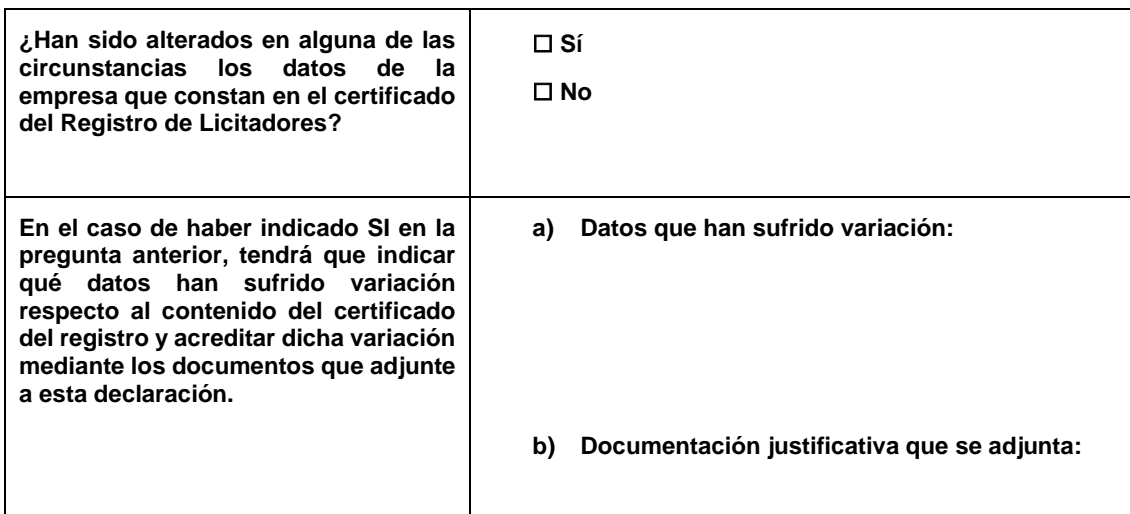 ¿Han sido alterados en alguna de las
circunstancias los datos de la
empresa que constan en el certificado
del Registro de Licitadores?
☐ Sí
☐ No
En el caso de haber indicado SI en la
pregunta anterior, tendrá que indicar
qué datos han sufrido variación
respecto al contenido del certificado
del registro y acreditar dicha variación
mediante los documentos que adjunte
a esta declaración.
a) Datos que han sufrido variación:
b) Documentación justificativa que se adjunta: